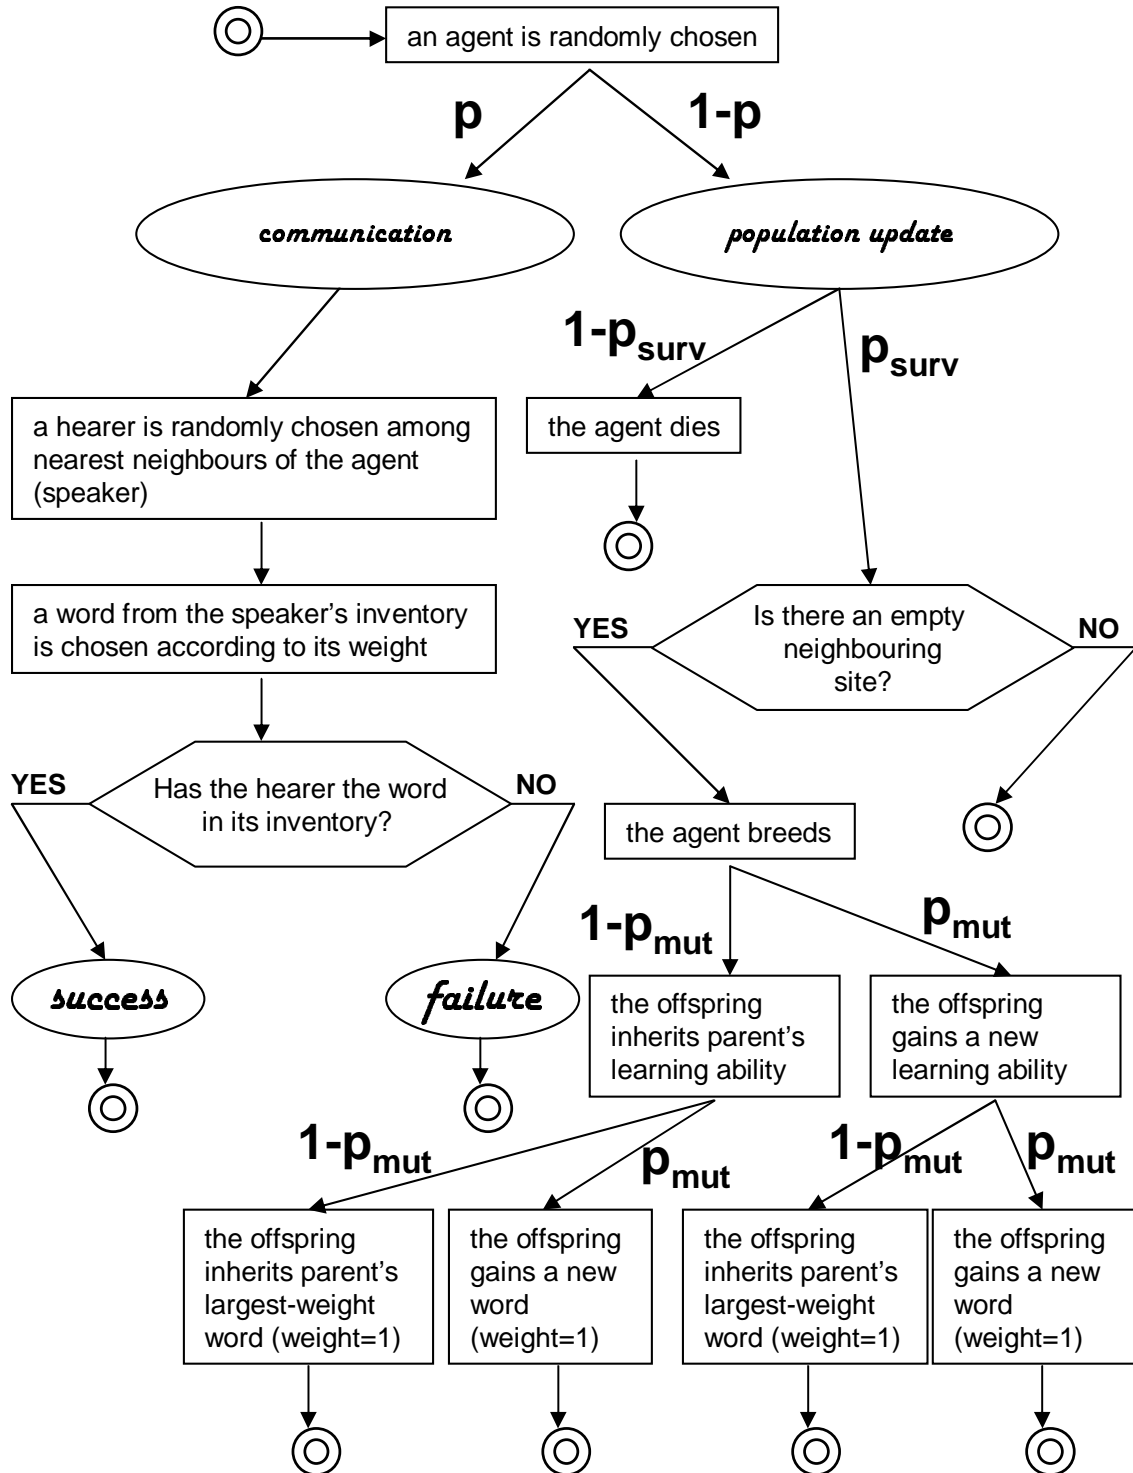 an agent is randomly chosen
p
1-p
communication
population update
1-psurv
psurv
a hearer is randomly chosen among
nearest neighbours of the agent
(speaker)
the agent dies
a word from the speaker's inventory
is chosen according to its weight
YES
Is there an empty
neighbouring
site?
NO
YES
Has the hearer the word
in its inventory?
NO
the agent breeds
1-pmut
pmut
success
failure
the offspring
inherits parent's
learning ability
the offspring
gains a new
learning ability
1-pmut
pmut
1-pmut
pmut
the offspring
inherits parent's
largest-weight
word (weight=1)
the offspring
gains a new
word
(weight=1)
the offspring
inherits parent's
largest-weight
word (weight=1)
the offspring
gains a new
word
(weight=1)